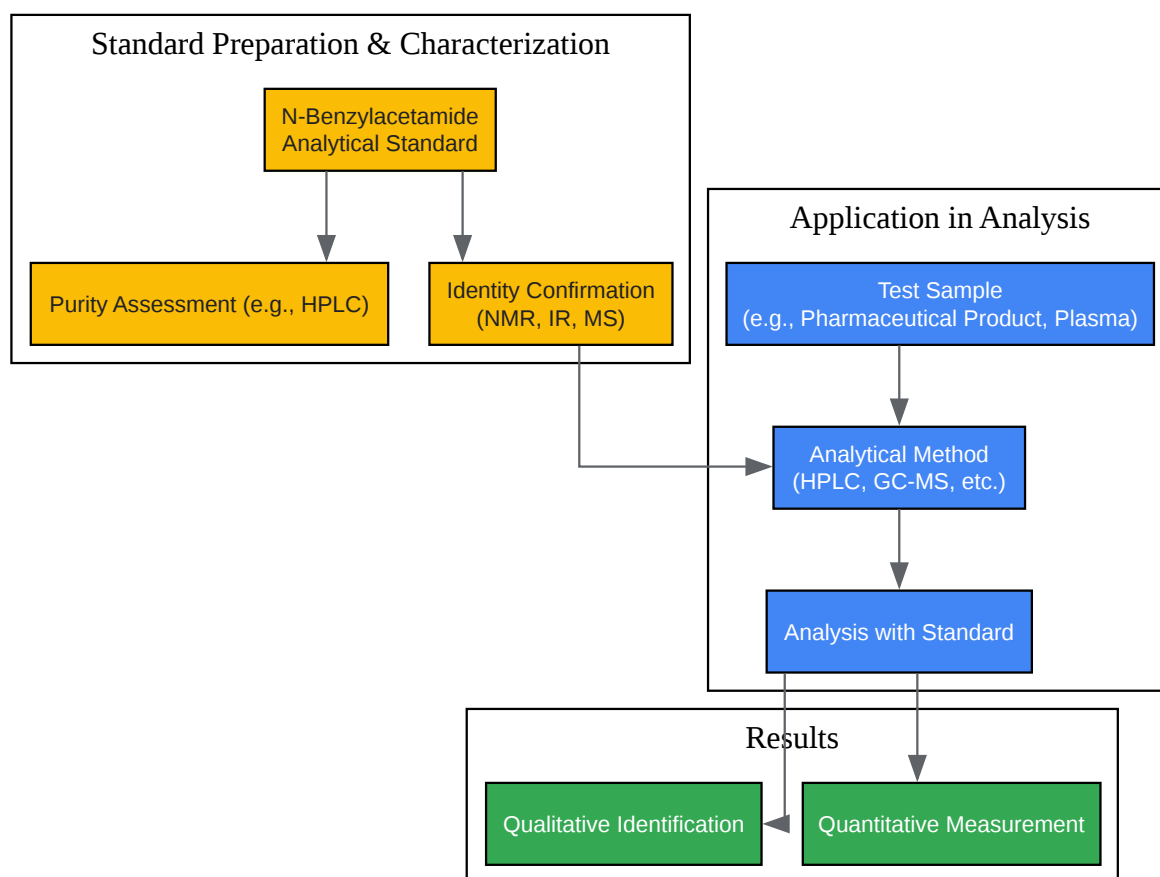 Standard Preparation & Characterization
N-Benzylacetamide
Analytical Standard
Purity Assessment (e.g., HPLC)
Identity Confirmation
(NMR, IR, MS)
Application in Analysis
Test Sample
(e.g., Pharmaceutical Product, Plasma)
Analytical Method
(HPLC, GC-MS, etc.)
Analysis with Standard
Results
Qualitative Identification
Quantitative Measurement